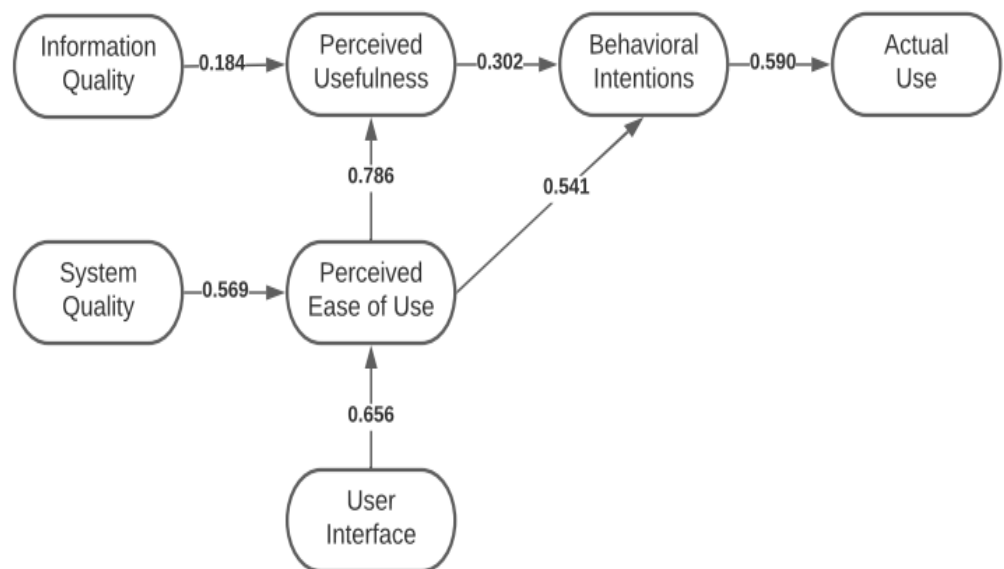 Information
Quality
0.184
Perceived
Usefulness
0.302
Behavioral
Intentions
0.590
Actual
Use
0.786
0.541
System
Quality
0.569
Perceived
Ease of Use
0.656
User
Interface